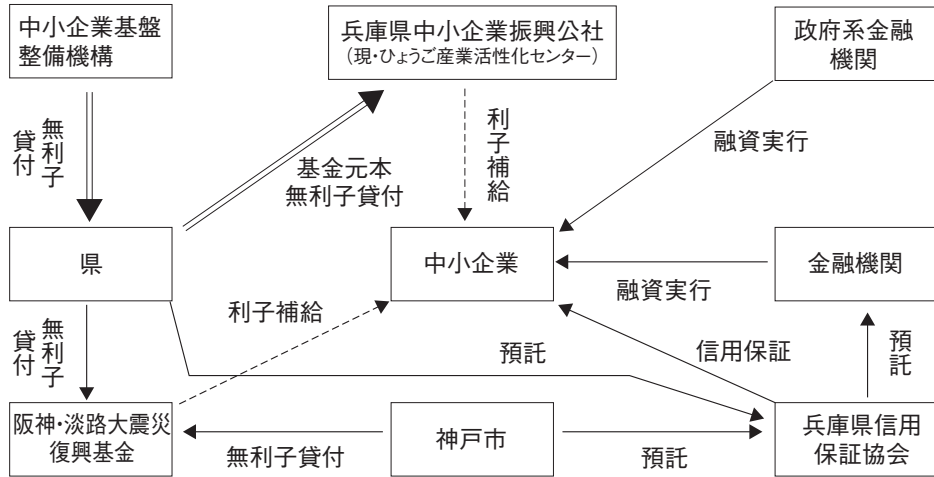 中小企業基盤
整備機構
兵庫県中小企業振興公社
（現・ひょうご産業活性化センター）
政府系金融
機関
無利子
貸付
基金元本
無利子貸付
利子補給
融資実行
県
中小企業
金融機関
融資実行
無利子
貸付
利子補給
預託
信用保証
預託
阪神・淡路大震災
復興基金
無利子貸付
神戸市
預託
兵庫県信用
保証協会